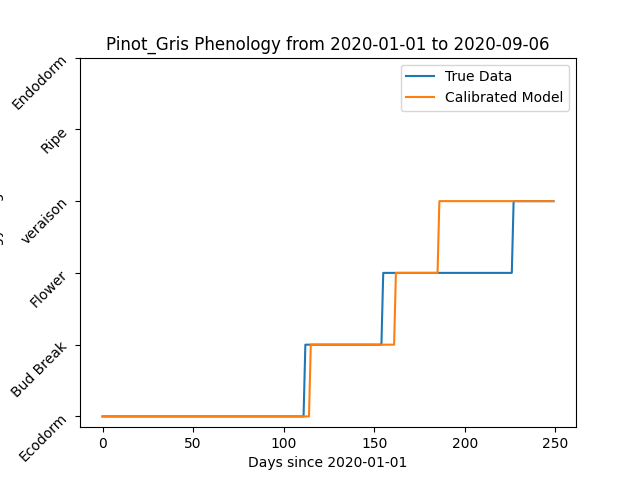 Pinot_Gris Phenology from 2020-01-01 to 2020-09-06
True Data
Calibrated Model
Endodorm
Ripe
veraison
Flower
Bud Break
Ecodorm
0 50 100 150 200 250
Days since 2020-01-01